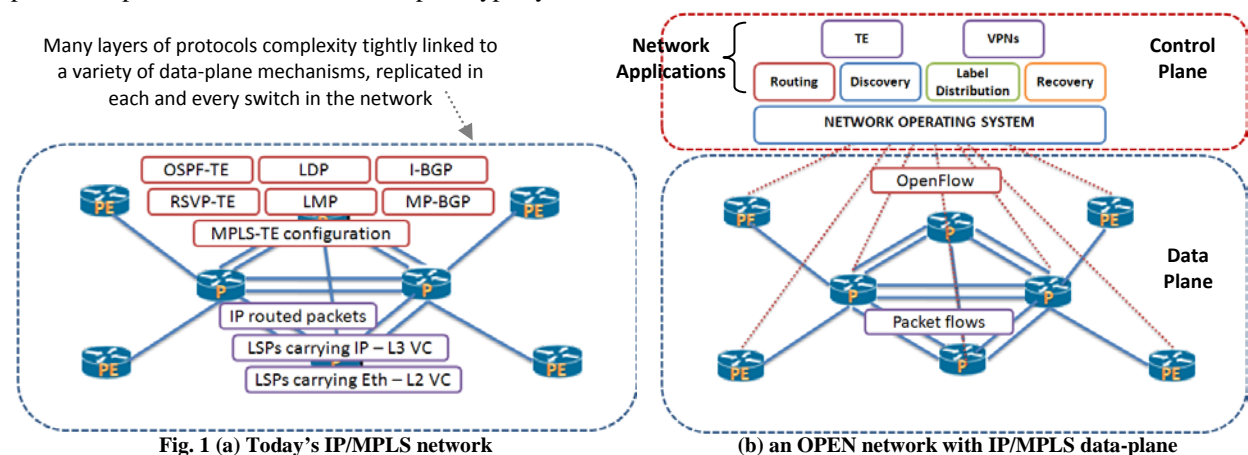 Many layers of protocols complexity tightly linked to
a variety of data-plane mechanisms, replicated in
each and every switch in the network
OSPF-TE
LDP
I-BGP
RSVP-TE
LMP
MP-BGP
MPLS-TE configuration
PE
PE
P
P
IP routed packets
LSPs carrying IP – L3 VC
LSPs carrying Eth – L2 VC
PE
PE
Fig. 1 (a) Today's IP/MPLS network
Network
Applications
TE
VPNs
Routing
Discovery
Label
Distribution
Recovery
NETWORK OPERATING SYSTEM
Control
Plane
OpenFlow
PE
PE
P
P
P
Packet flows
P
PE
PE
Data
Plane
(b) an OPEN network with IP/MPLS data-plane